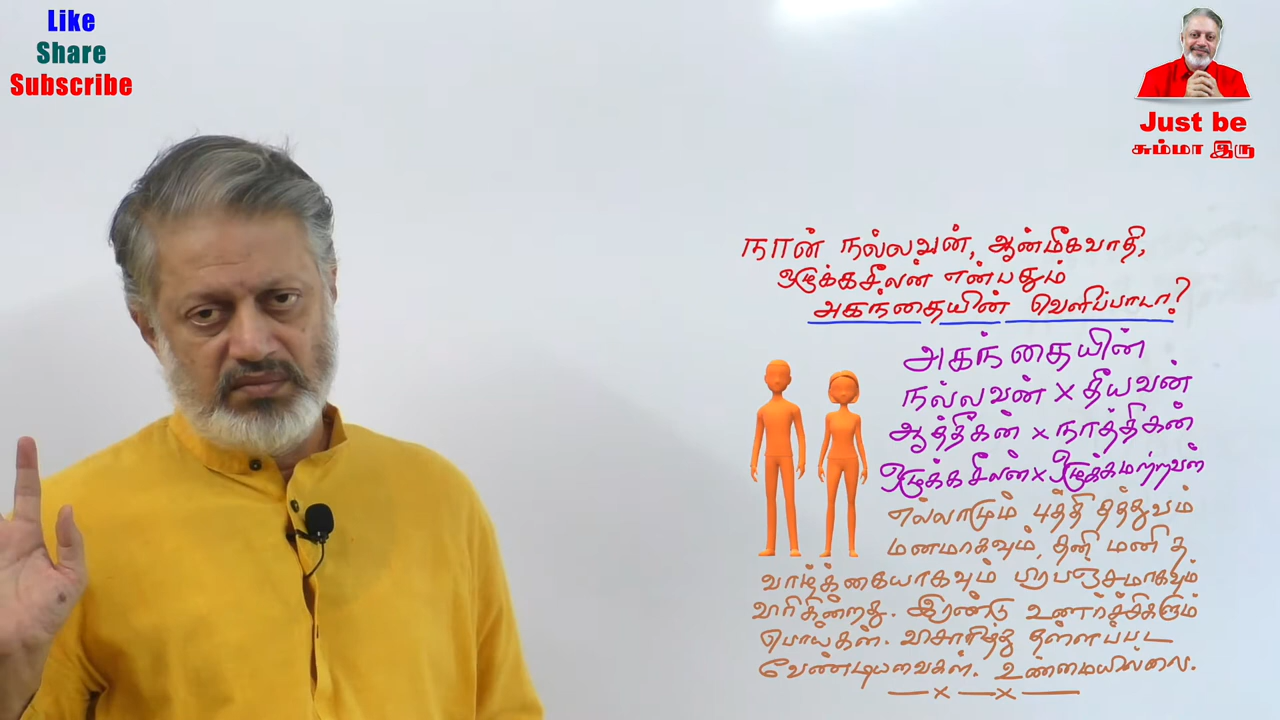 Like
Share
Subscribe
Just be
சும்மா இரு
நான் நல்லவன், ஆன்மீகவாதி,
ஒழுக்கசீலன் என்பதும்
அகந்தையின் வெளிப்பாடா?
அகந்தையின்
நல்லவன் x தீயவன்
ஆத்திகன் x நாத்திகன்
ஒழுக்கசீலன் x ஒழுக்கமற்றவன்
எல்லாமும் புத்தி தத்துவம்
மனமாகவும், தனி மனித
வாழ்க்கையாகவும் பிரபஞ்சமாகவும்
வாரிகின்றது. இரண்டு உணர்ச்சிகளும்
பொய்கள். விசாரித்து தள்ளப்பட
வேண்டியவைகள். உண்மையில்லை.